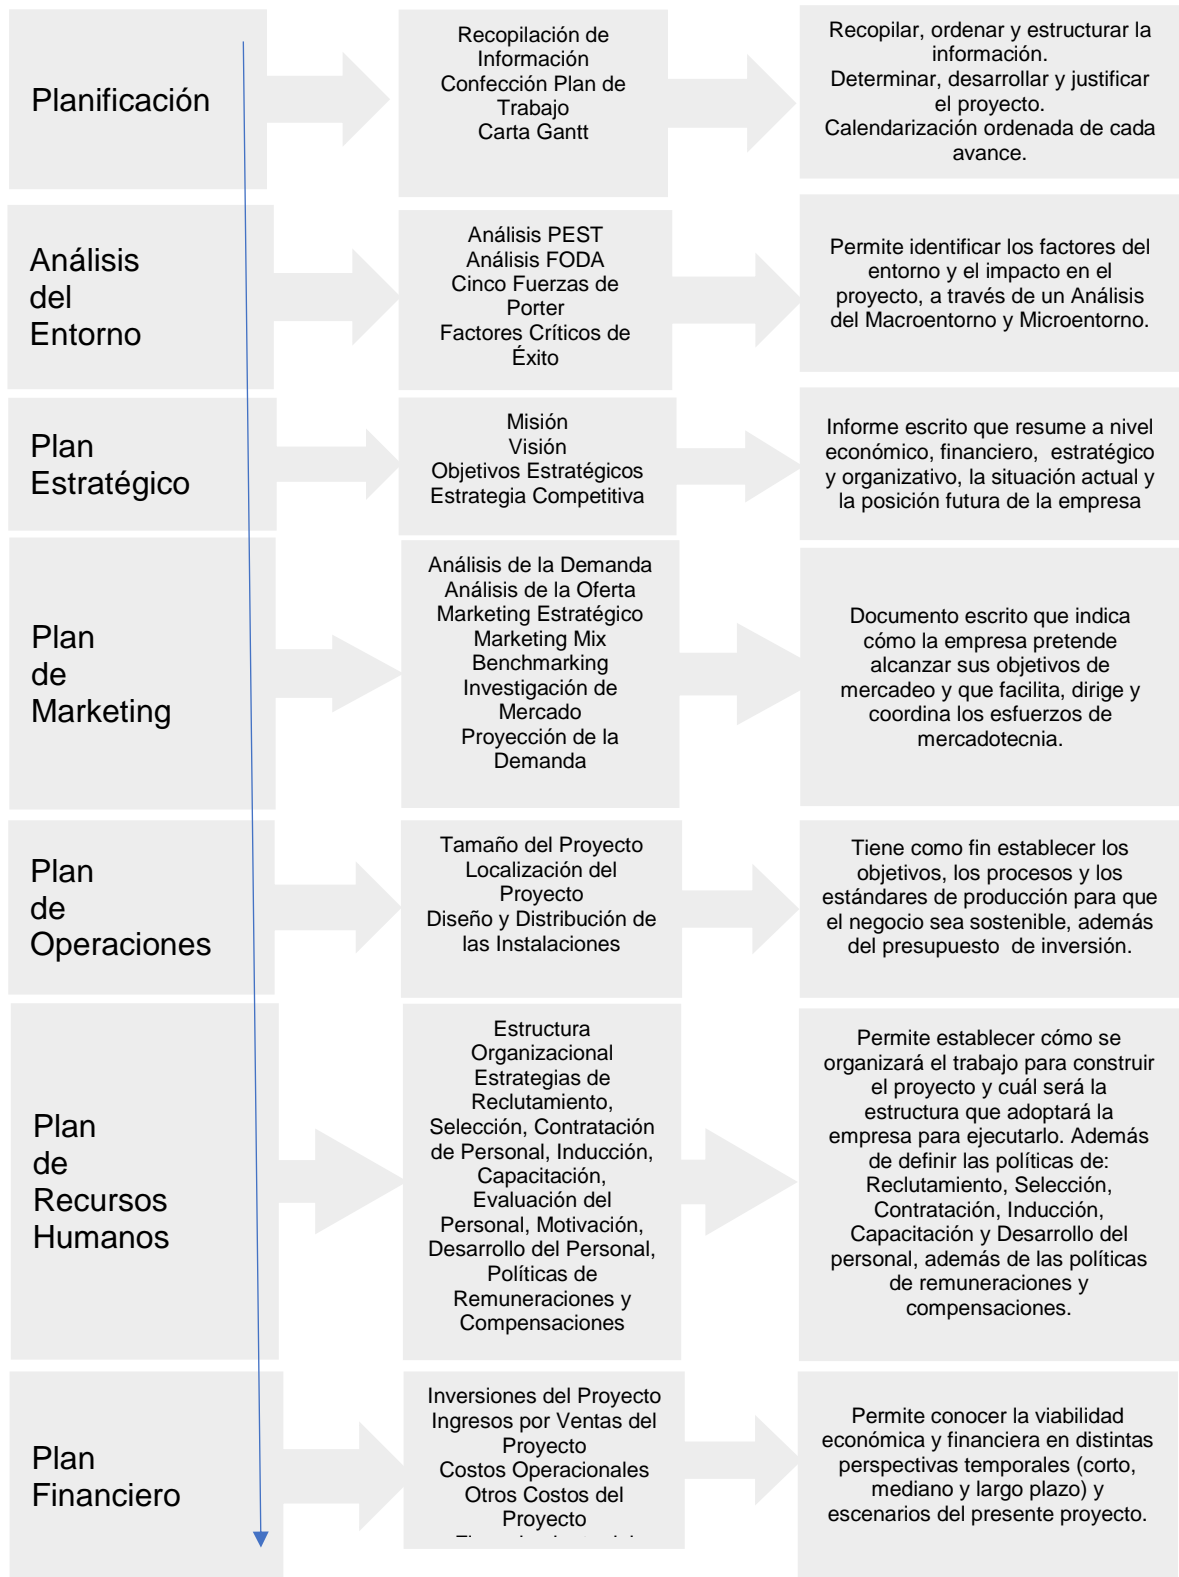 Planificación
Recopilación de
Información
Confección Plan de
Trabajo
Carta Gantt
Recopilar, ordenar y estructurar la
información.
Determinar, desarrollar y justificar
el proyecto.
Calendarización ordenada de cada
avance.
Análisis
del
Entorno
Análisis PEST
Análisis FODA
Cinco Fuerzas de
Porter
Factores Críticos de
Éxito
Permite identificar los factores del
entorno y el impacto en el
proyecto, a través de un Análisis
del Macroentorno y Microentorno.
Plan
Estratégico
Misión
Visión
Objetivos Estratégicos
Estrategia Competitiva
Informe escrito que resume a nivel
económico, financiero, estratégico
y organizativo, la situación actual y
la posición futura de la empresa
Plan
de
Marketing
Análisis de la Demanda
Análisis de la Oferta
Marketing Estratégico
Marketing Mix
Benchmarking
Investigación de
Mercado
Proyección de la
Demanda
Documento escrito que indica
cómo la empresa pretende
alcanzar sus objetivos de
mercadeo y que facilita, dirige y
coordina los esfuerzos de
mercadotecnia.
Plan
de
Operaciones
Tamaño del Proyecto
Localización del
Proyecto
Diseño y Distribución de
las Instalaciones
Tiene como fin establecer los
objetivos, los procesos y los
estándares de producción para que
el negocio sea sostenible, además
del presupuesto de inversión.
Plan
de
Recursos
Humanos
Estructura
Organizacional
Estrategias de
Reclutamiento,
Selección, Contratación
de Personal, Inducción,
Capacitación,
Evaluación del
Personal, Motivación,
Desarrollo del Personal,
Políticas de
Remuneraciones y
Compensaciones
Permite establecer cómo se
organizará el trabajo para construir
el proyecto y cuál será la
estructura que adoptará la
empresa para ejecutarlo. Además
de definir las políticas de:
Reclutamiento, Selección,
Contratación, Inducción,
Capacitación y Desarrollo del
personal, además de las políticas
de remuneraciones y
compensaciones.
Plan
Financiero
Inversiones del Proyecto
Ingresos por Ventas del
Proyecto
Costos Operacionales
Otros Costos del
Proyecto
Permite conocer la viabilidad
económica y financiera en distintas
perspectivas temporales (corto,
mediano y largo plazo) y
escenarios del presente proyecto.